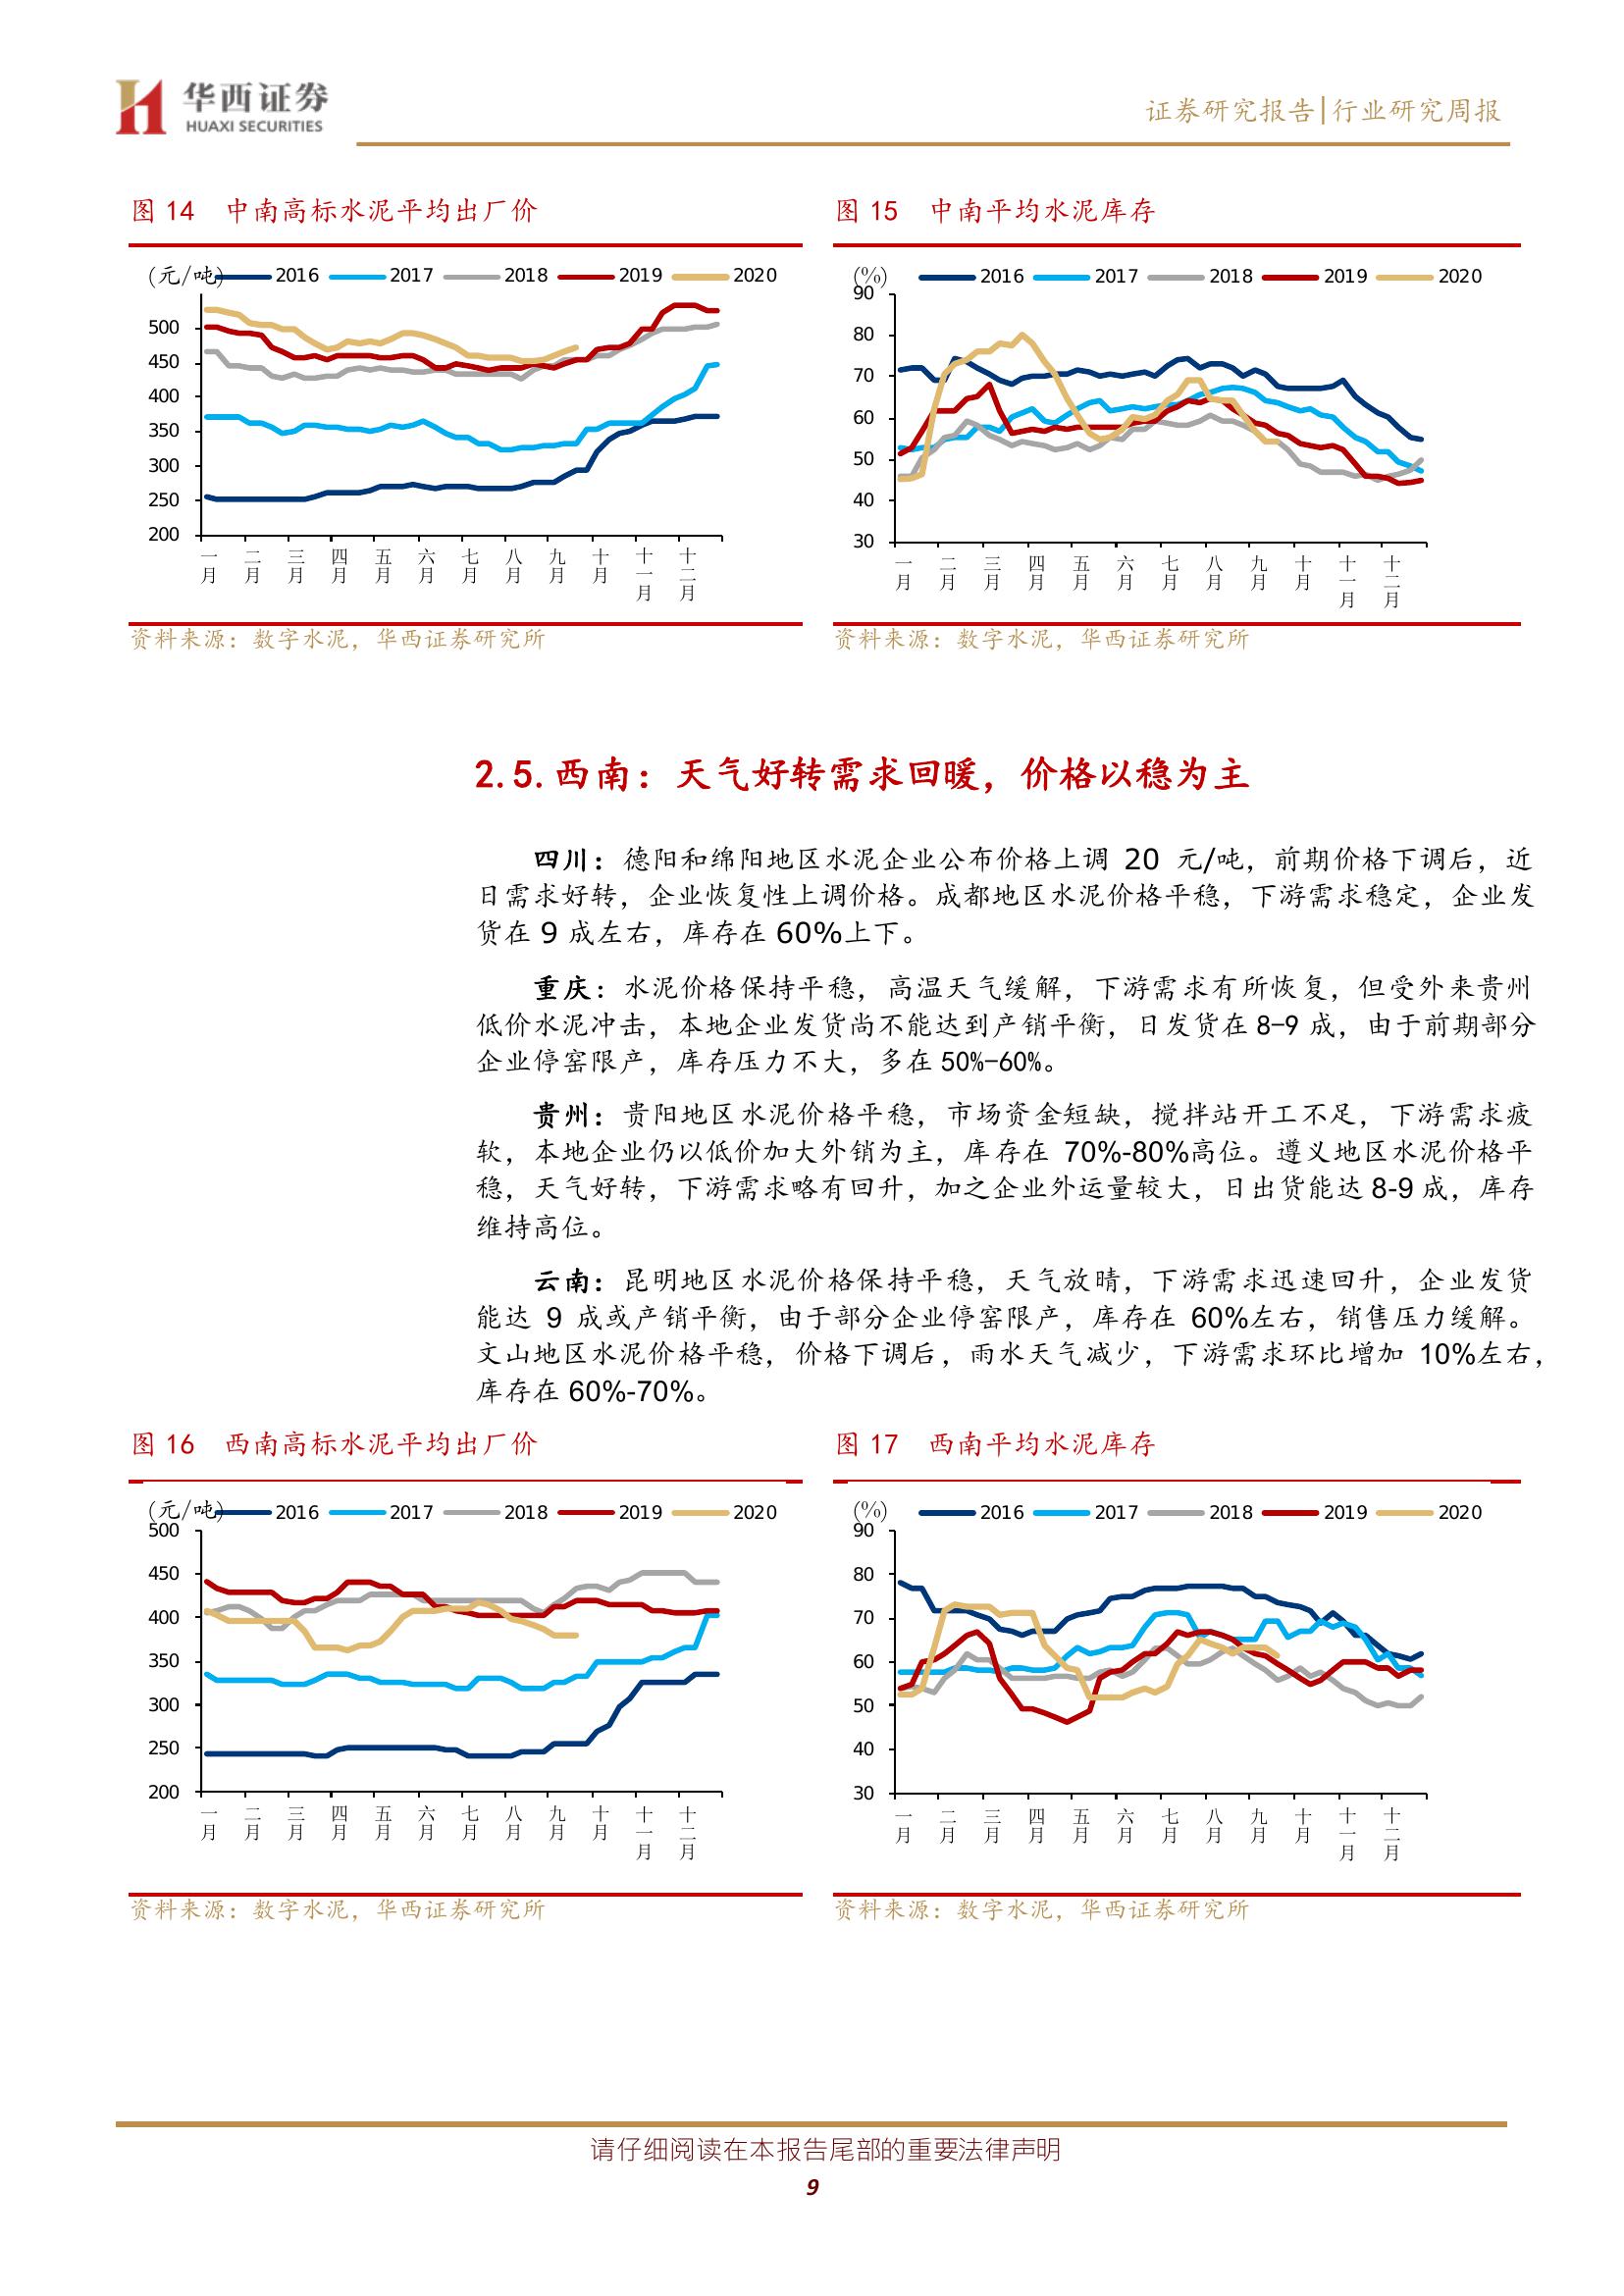 华西证券
HUAXI SECURITIES
证券研究报告|行业研究周报
图 14 中南高标水泥平均出厂价
图 15 中南平均水泥库存
(元/吨) 2016 2017 2018 2019 2020
500
450
400
350
300
250
200
一月 二月 三月 四月 五月 六月 七月 八月 九月 十月 十一月 十二月
(%) 2016 2017 2018 2019 2020
90
80
70
60
50
40
30
一月 二月 三月 四月 五月 六月 七月 八月 九月 十月 十一月 十二月
资料来源：数字水泥，华西证券研究所
资料来源：数字水泥，华西证券研究所
2.5.西南：天气好转需求回暖，价格以稳为主
四川：德阳和绵阳地区水泥企业公布价格上调 20 元/吨，前期价格下调后，近
日需求好转，企业恢复性上调价格。成都地区水泥价格平稳，下游需求稳定，企业发
货在 9 成左右，库存在 60%上下。
重庆：水泥价格保持平稳，高温天气缓解，下游需求有所恢复，但受外来贵州
低价水泥冲击，本地企业发货尚不能达到产销平衡，日发货在 8-9 成，由于前期部分
企业停窑限产，库存压力不大，多在 50%-60%。
贵州：贵阳地区水泥价格平稳，市场资金短缺，搅拌站开工不足，下游需求疲
软，本地企业仍以低价加大外销为主，库存在 70%-80%高位。遵义地区水泥价格平
稳，天气好转，下游需求略有回升，加之企业外运量较大，日出货能达 8-9 成，库存
维持高位。
云南：昆明地区水泥价格保持平稳，天气放晴，下游需求迅速回升，企业发货
能达 9 成或产销平衡，由于部分企业停窑限产，库存在 60%左右，销售压力缓解。
文山地区水泥价格平稳，价格下调后，雨水天气减少，下游需求环比增加 10%左右，
库存在 60%-70%。
图 16 西南高标水泥平均出厂价
图 17 西南平均水泥库存
(元/吨) 2016 2017 2018 2019 2020
500
450
400
350
300
250
200
一月 二月 三月 四月 五月 六月 七月 八月 九月 十月 十一月 十二月
(%) 2016 2017 2018 2019 2020
90
80
70
60
50
40
30
一月 二月 三月 四月 五月 六月 七月 八月 九月 十月 十一月 十二月
资料来源：数字水泥，华西证券研究所
资料来源：数字水泥，华西证券研究所
请仔细阅读在本报告尾部的重要法律声明
9